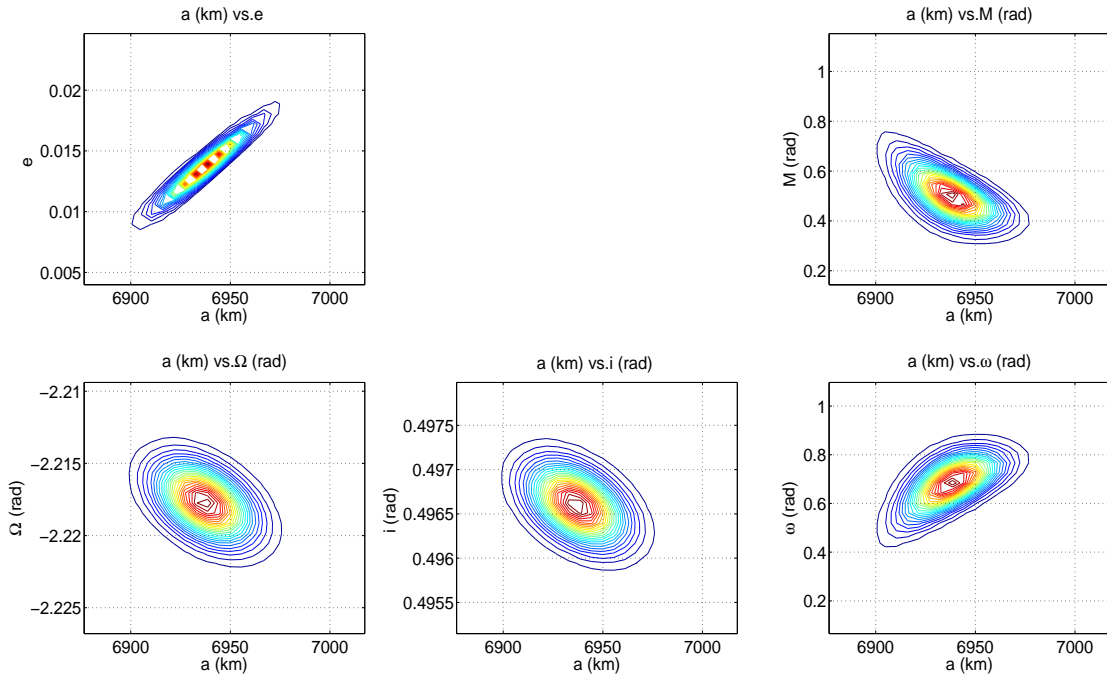 a (km) vs.e
0.02
0.015
0.01
0.005
e
6900 6950 7000
a (km)
a (km) vs.M (rad)
1
0.8
0.6
0.4
0.2
M (rad)
6900 6950 7000
a (km)
a (km) vs.Ω (rad)
−2.21
−2.215
−2.22
−2.225
Ω (rad)
6900 6950 7000
a (km)
a (km) vs.i (rad)
0.4975
0.497
0.4965
0.496
0.4955
i (rad)
6900 6950 7000
a (km)
a (km) vs.ω (rad)
1
0.8
0.6
0.4
0.2
ω (rad)
6900 6950 7000
a (km)